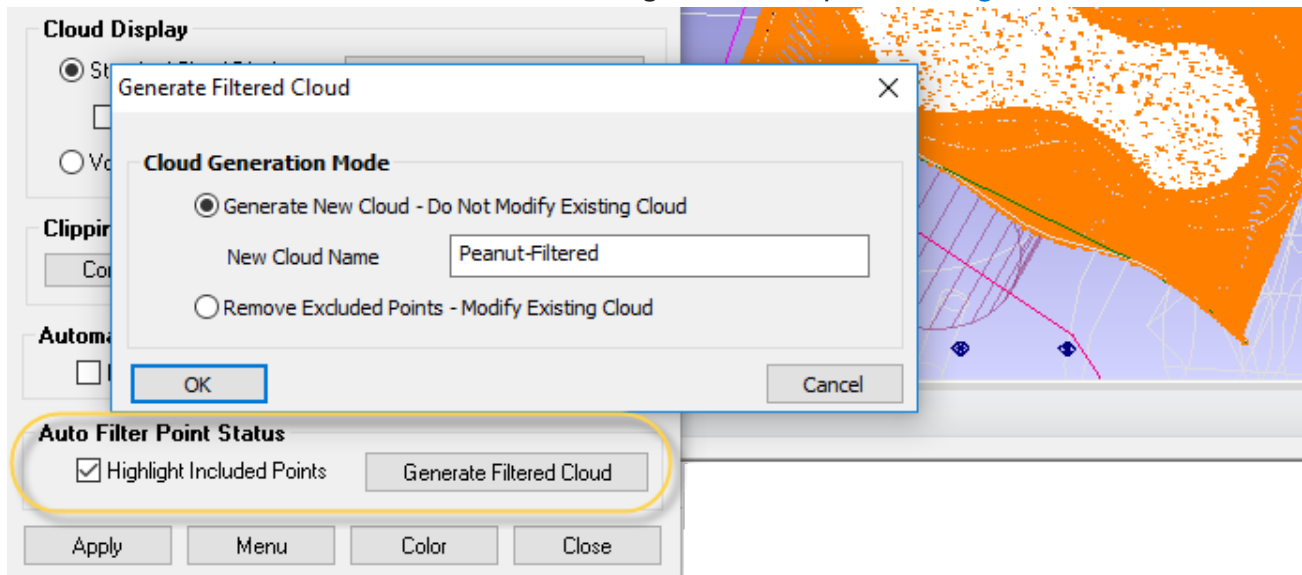 Cloud Display
Generate Filtered Cloud
Cloud Generation Mode
Generate New Cloud - Do Not Modify Existing Cloud
New Cloud Name Peanut-Filtered
Remove Excluded Points - Modify Existing Cloud
OK Cancel
Auto Filter Point Status
Highlight Included Points Generate Filtered Cloud
Apply Menu Color Close